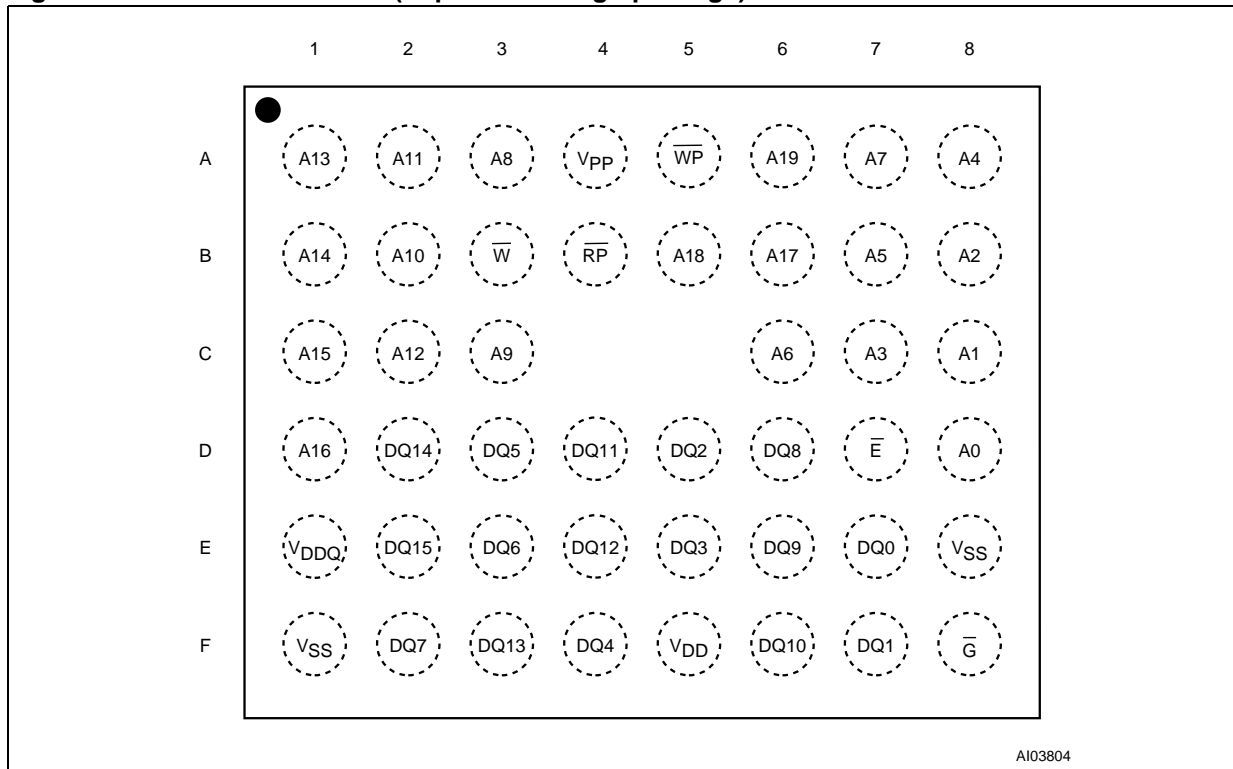 1 2 3 4 5 6 7 8
A A13 A11 A8 VPP W̅P̅ A19 A7 A4
B A14 A10 W̅ R̅P̅ A18 A17 A5 A2
C A15 A12 A9 A6 A3 A1
D A16 DQ14 DQ5 DQ11 DQ2 DQ8 E̅ A0
E VDDQ DQ15 DQ6 DQ12 DQ3 DQ9 DQ0 VSS
F VSS DQ7 DQ13 DQ4 VDD DQ10 DQ1 G̅
AI03804